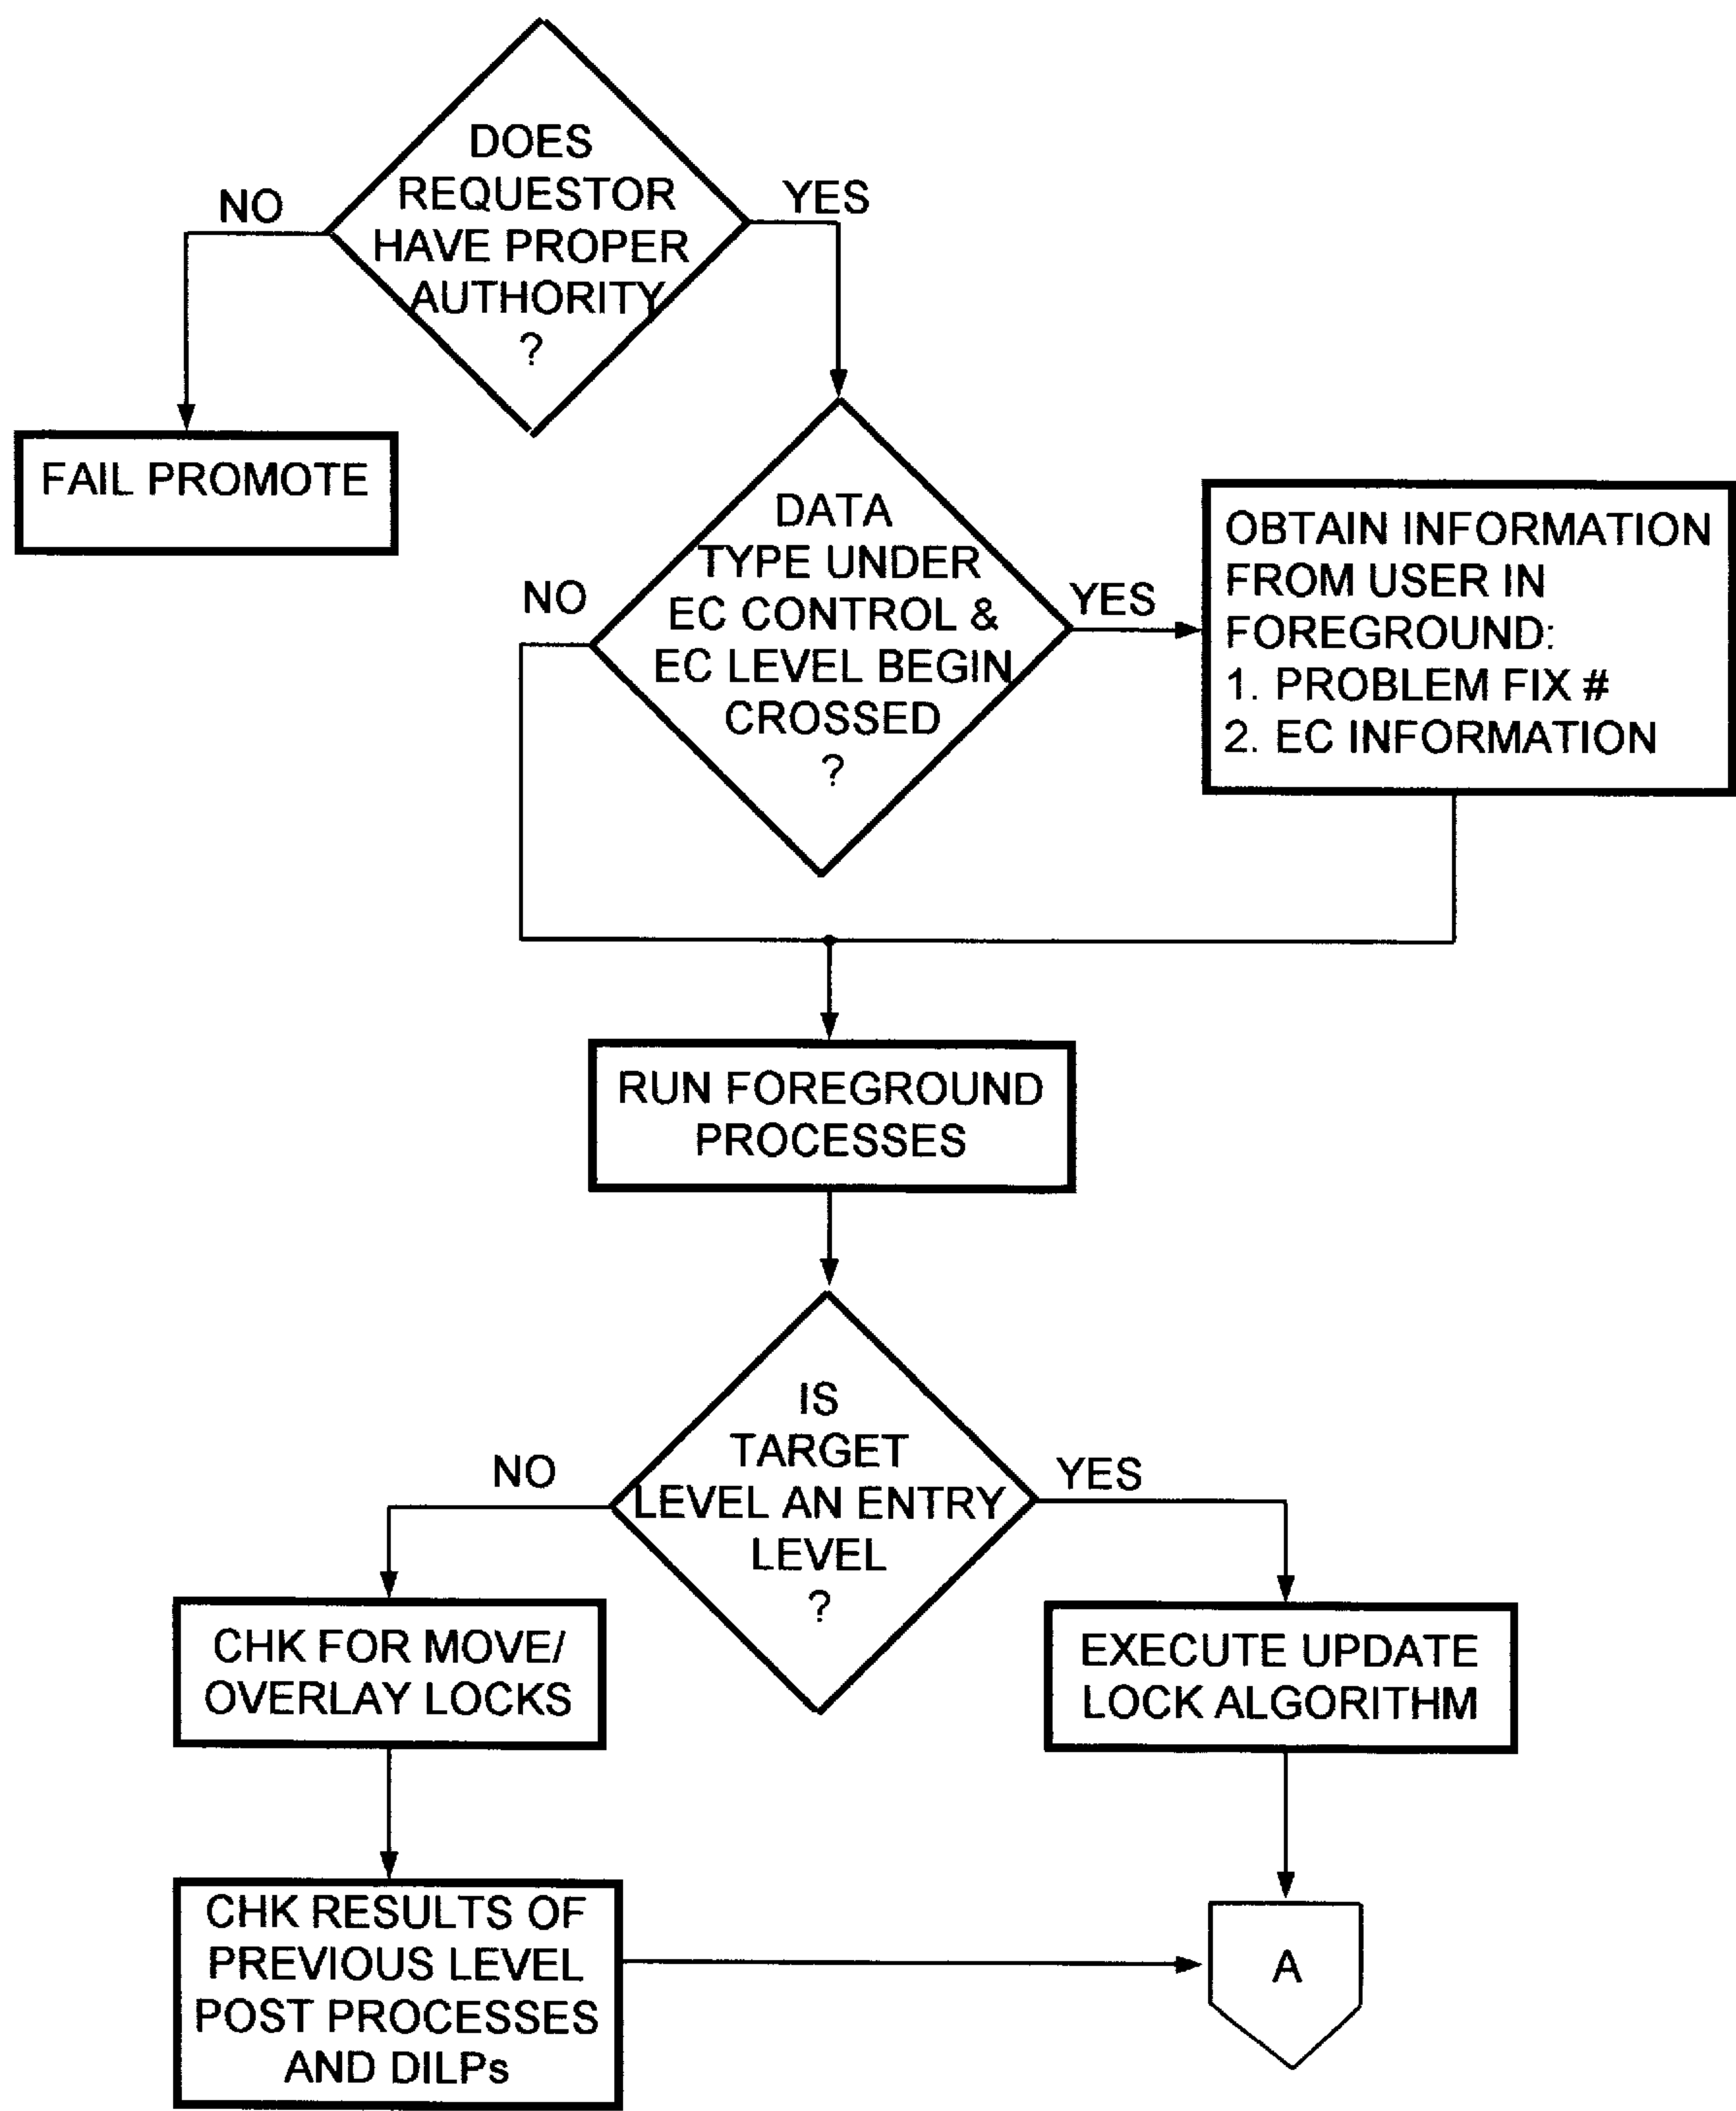 DOES
REQUESTOR
HAVE PROPER
AUTHORITY
?
NO
YES
FAIL PROMOTE
DATA
TYPE UNDER
EC CONTROL &
EC LEVEL BEGIN
CROSSED
?
NO
YES
OBTAIN INFORMATION
FROM USER IN
FOREGROUND:
1. PROBLEM FIX #
2. EC INFORMATION
RUN FOREGROUND
PROCESSES
IS
TARGET
LEVEL AN ENTRY
LEVEL
?
NO
YES
CHK FOR MOVE/
OVERLAY LOCKS
EXECUTE UPDATE
LOCK ALGORITHM
CHK RESULTS OF
PREVIOUS LEVEL
POST PROCESSES
AND DILPs
A